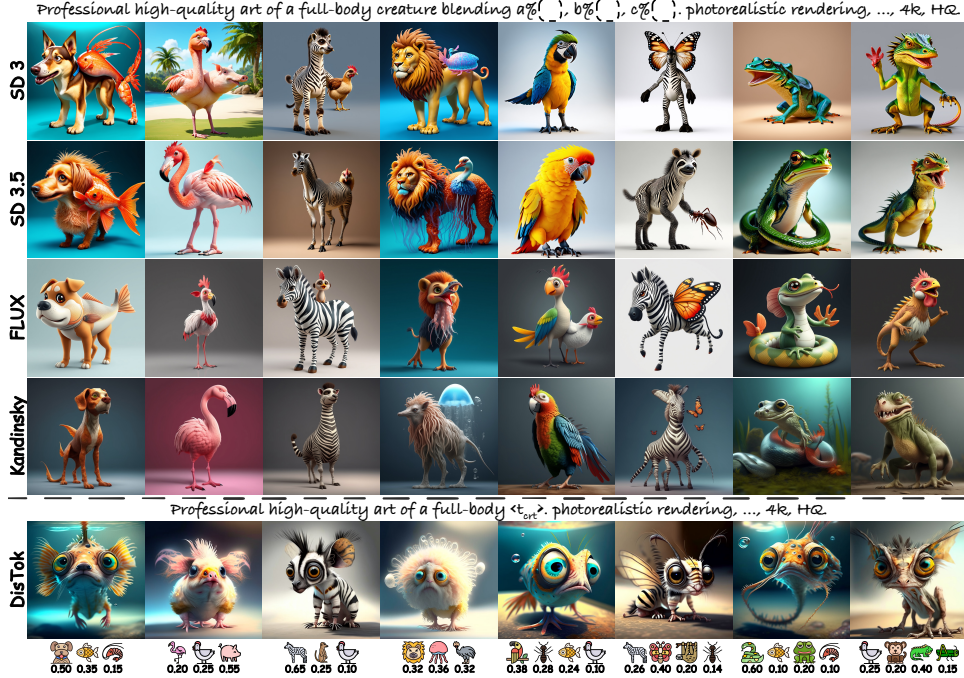 Professional high-quality art of a full-body creature blending a%(__), b%(__), c%(__). photorealistic rendering, ..., 4k, HQ.
SD 3
SD 3.5
FLUX
Kandinsky
Professional high-quality art of a full-body <t_crt>. photorealistic rendering, ..., 4k, HQ
DisTok
0.50 0.35 0.15 0.20 0.25 0.55 0.65 0.25 0.10 0.32 0.36 0.32 0.38 0.28 0.24 0.10 0.26 0.40 0.20 0.14 0.60 0.10 0.20 0.10 0.25 0.20 0.40 0.15